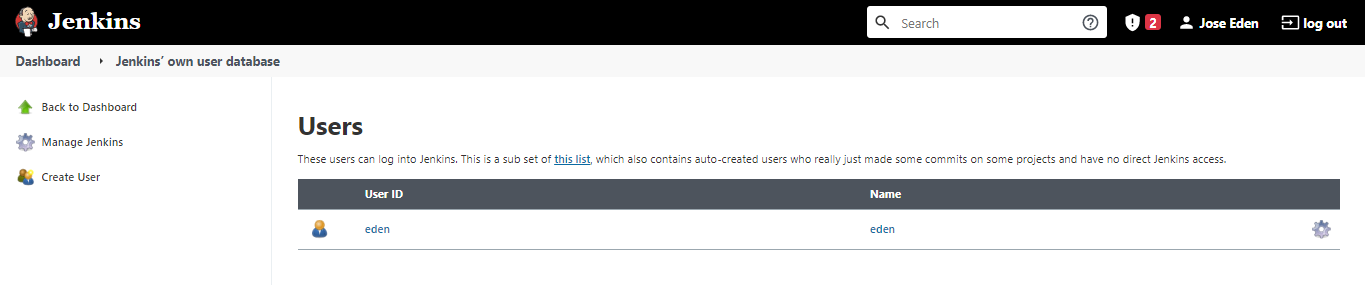 Jenkins
Search
2
Jose Eden
log out
Dashboard
Jenkins’ own user database
Back to Dashboard
Manage Jenkins
Create User
Users
These users can log into Jenkins. This is a sub set of this list, which also contains auto-created users who really just made some commits on some projects and have no direct Jenkins access.
User ID
Name
eden
eden